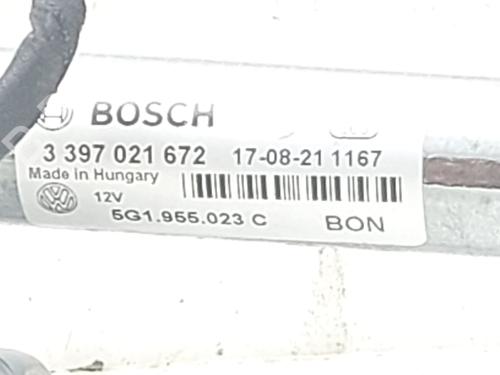 BOSCH
3 397 021 672 17-08-21 1167
Made in Hungary
12V
5G1.955.023 C BON